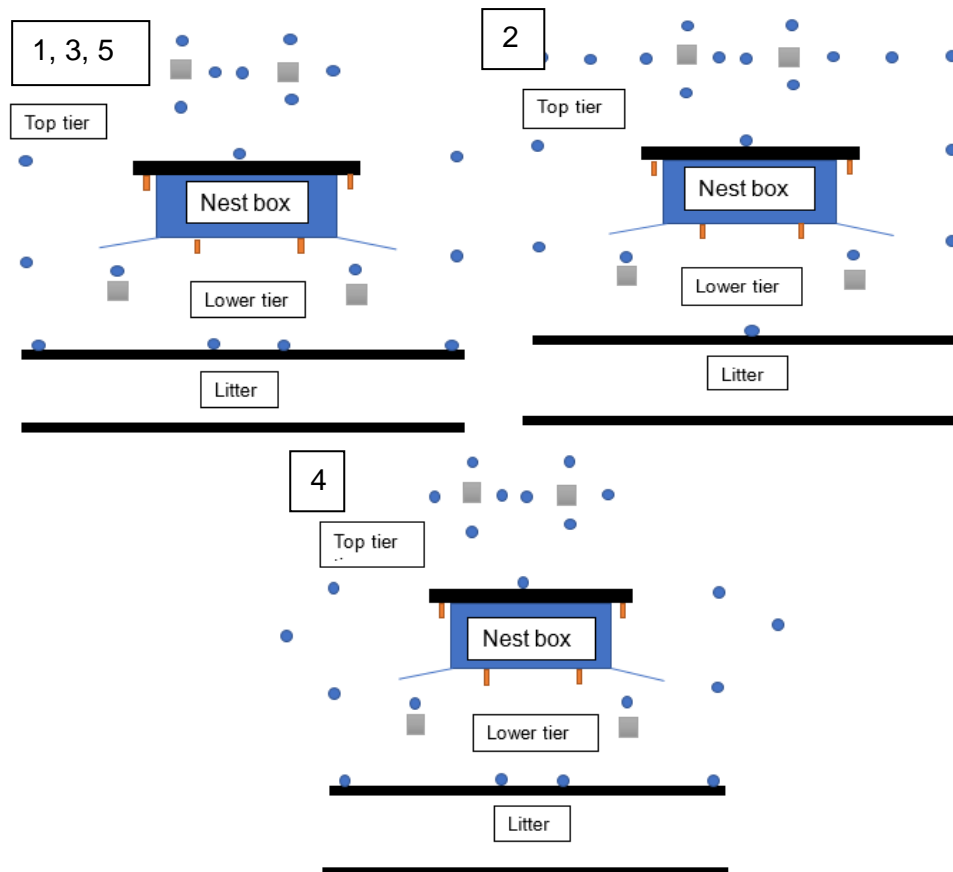 1, 3, 5
Top tier
Nest box
Lower tier
Litter
2
Top tier
Nest box
Lower tier
Litter
4
Top tier
Nest box
Lower tier
Litter